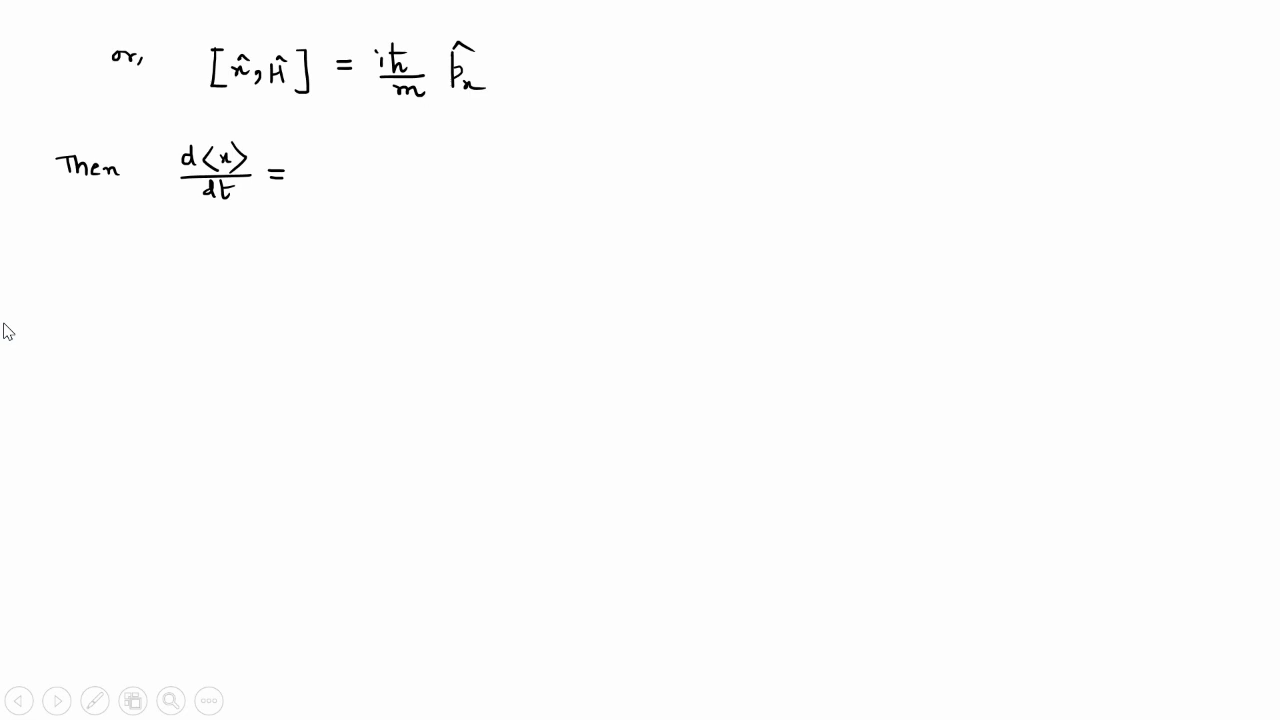 or, [x̂, Ĥ] = iħ/m p̂ₓ
Then d⟨x⟩/dt =